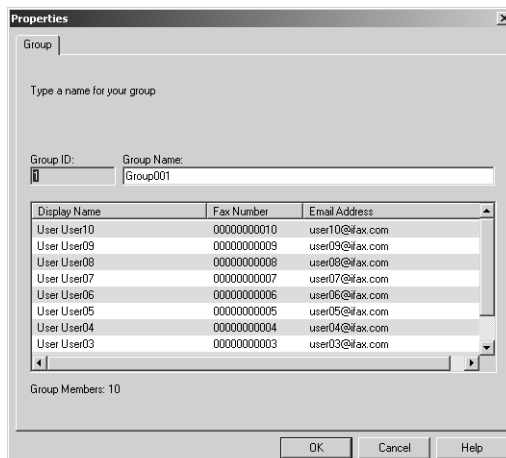 Properties
Group
Type a name for your group
Group ID: Group Name:
1 Group001
Display Name Fax Number Email Address
User User10 00000000010 user10@ifax.com
User User09 00000000009 user09@ifax.com
User User08 00000000008 user08@ifax.com
User User07 00000000007 user07@ifax.com
User User06 00000000006 user06@ifax.com
User User05 00000000005 user05@ifax.com
User User04 00000000004 user04@ifax.com
User User03 00000000003 user03@ifax.com
Group Members: 10
OK Cancel Help